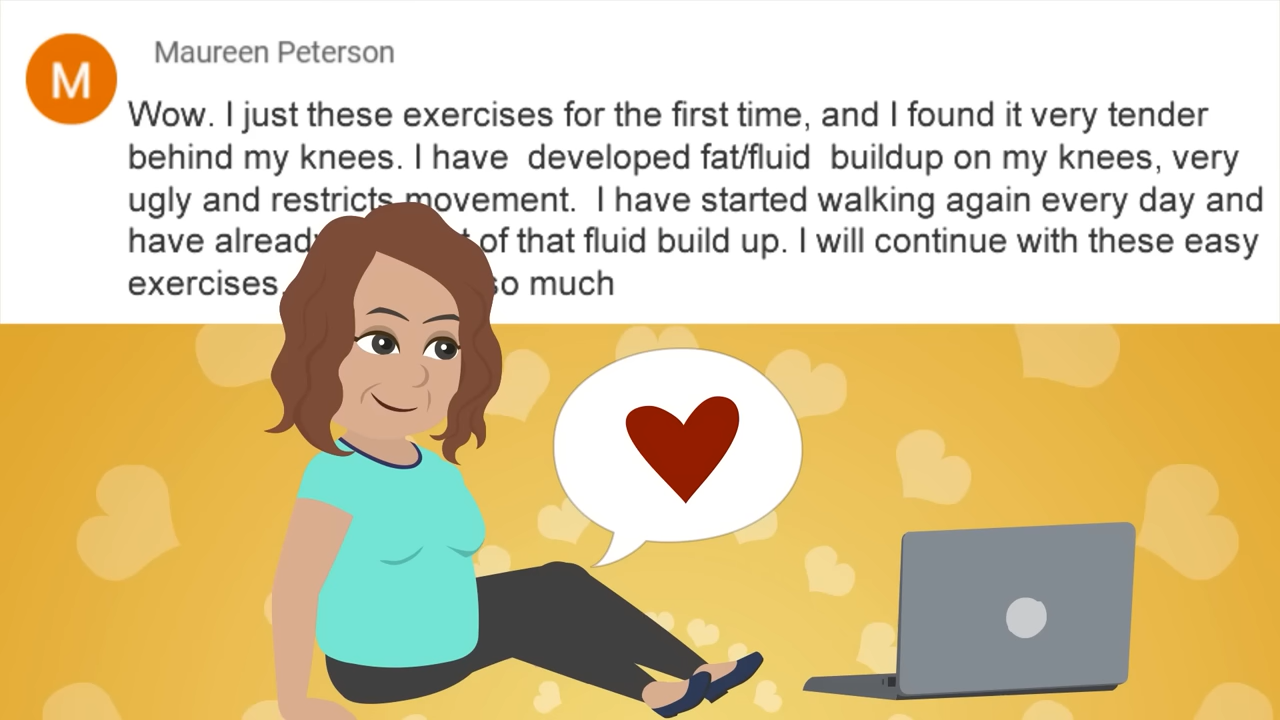 M
Maureen Peterson
Wow. I just these exercises for the first time, and I found it very tender
behind my knees. I have developed fat/fluid buildup on my knees, very
ugly and restricts movement. I have started walking again every day and
have of that fluid build up. I will continue with these easy
exercises. so much